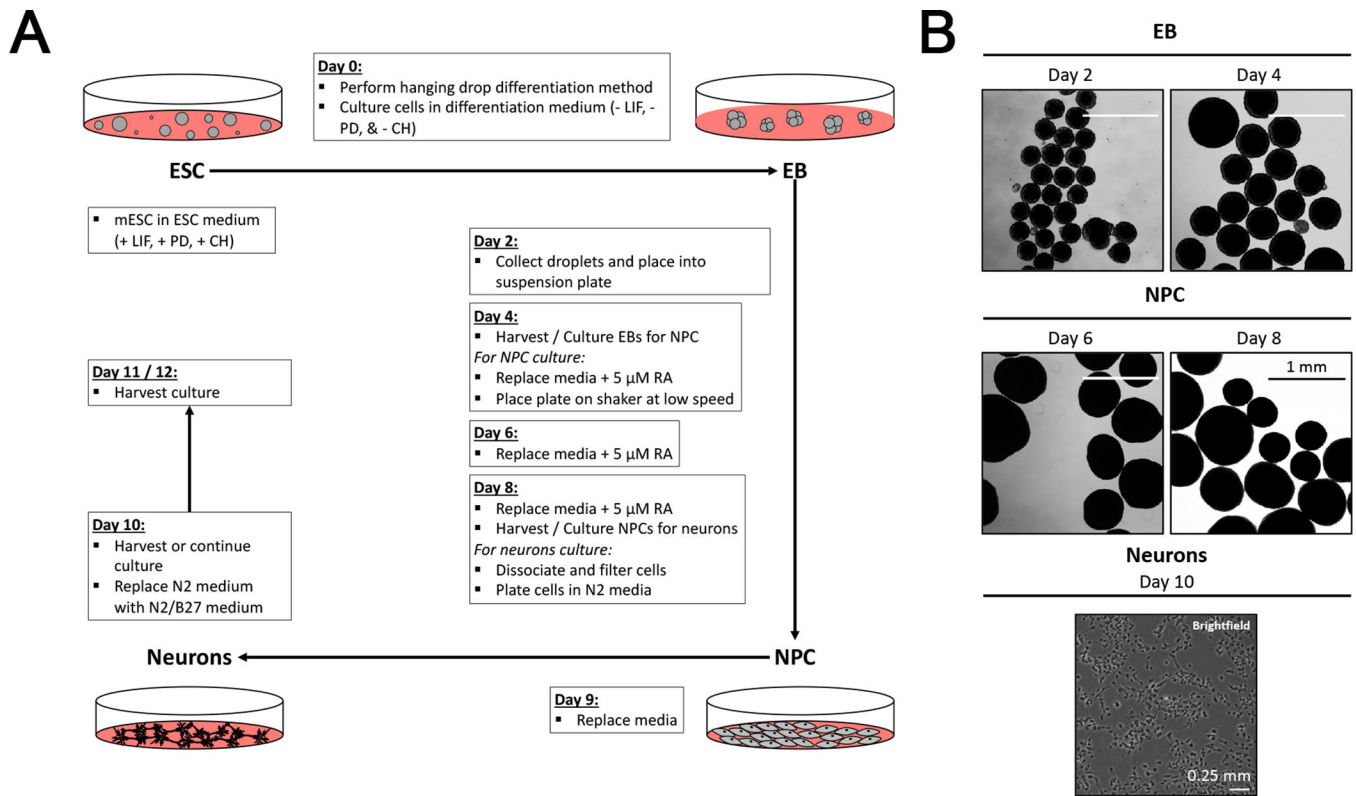 A
Day 0:
▪ Perform hanging drop differentiation method
▪ Culture cells in differentiation medium (- LIF, -
PD, & - CH)
ESC
EB
▪ mESC in ESC medium
(+ LIF, + PD, + CH)
Day 2:
▪ Collect droplets and place into
suspension plate
Day 4:
▪ Harvest / Culture EBs for NPC
For NPC culture:
▪ Replace media + 5 µM RA
▪ Place plate on shaker at low speed
Day 6:
▪ Replace media + 5 µM RA
Day 8:
▪ Replace media + 5 µM RA
▪ Harvest / Culture NPCs for neurons
For neurons culture:
▪ Dissociate and filter cells
▪ Plate cells in N2 media
NPC
Day 9:
▪ Replace media
Neurons
Day 10:
▪ Harvest or continue
culture
▪ Replace N2 medium
with N2/B27 medium
Day 11 / 12:
▪ Harvest culture
B
EB
Day 2
Day 4
NPC
Day 6
Day 8
1 mm
Neurons
Day 10
Brightfield
0.25 mm